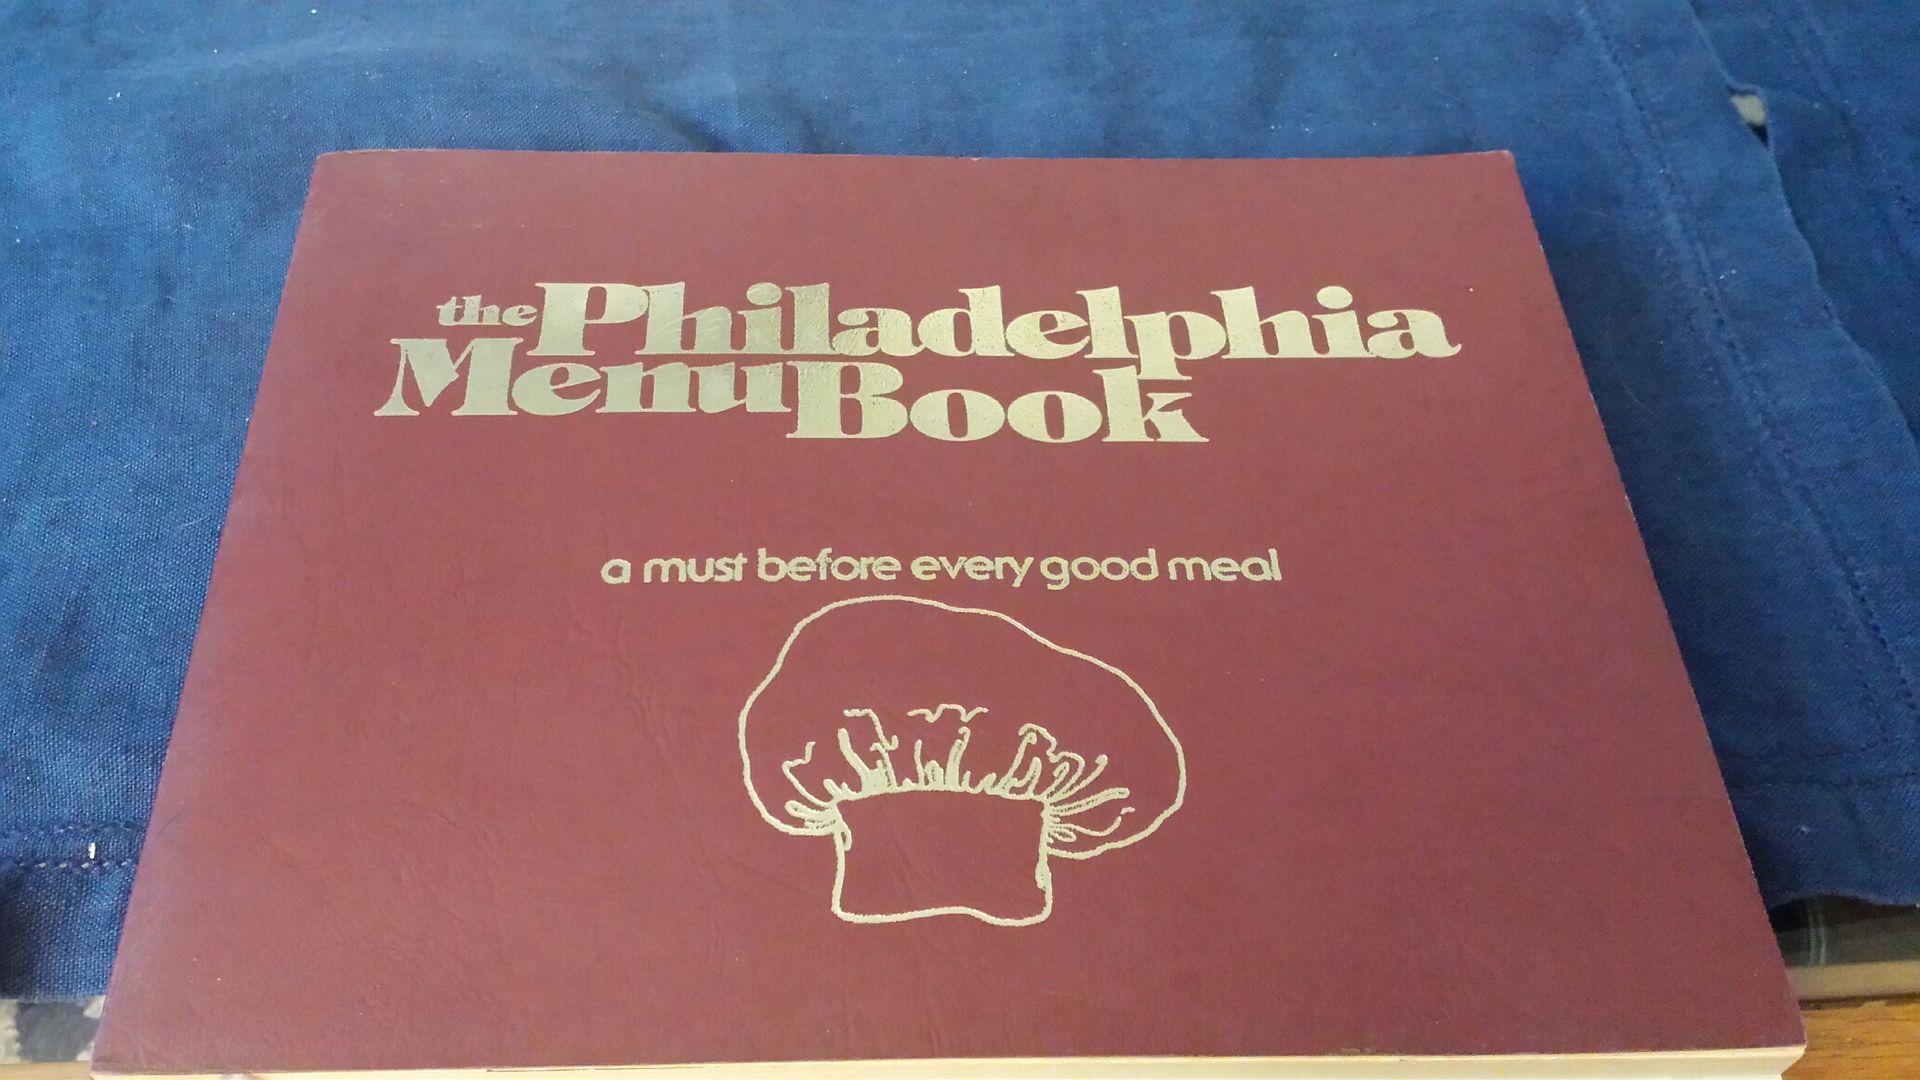 the Philadelphia
Menu Book
a must before every good meal